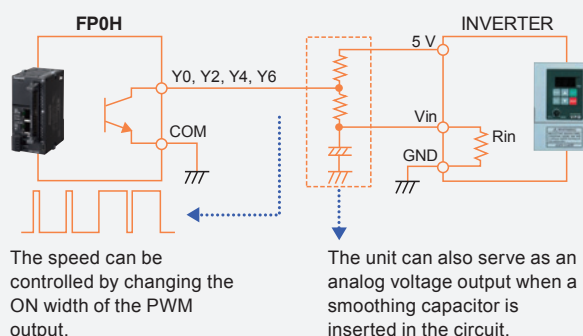 FP0H
INVERTER
5 V
Y0, Y2, Y4, Y6
COM
Vin
Rin
GND
The speed can be
controlled by changing the
ON width of the PWM
output.
The unit can also serve as an
analog voltage output when a
smoothing capacitor is
inserted in the circuit.